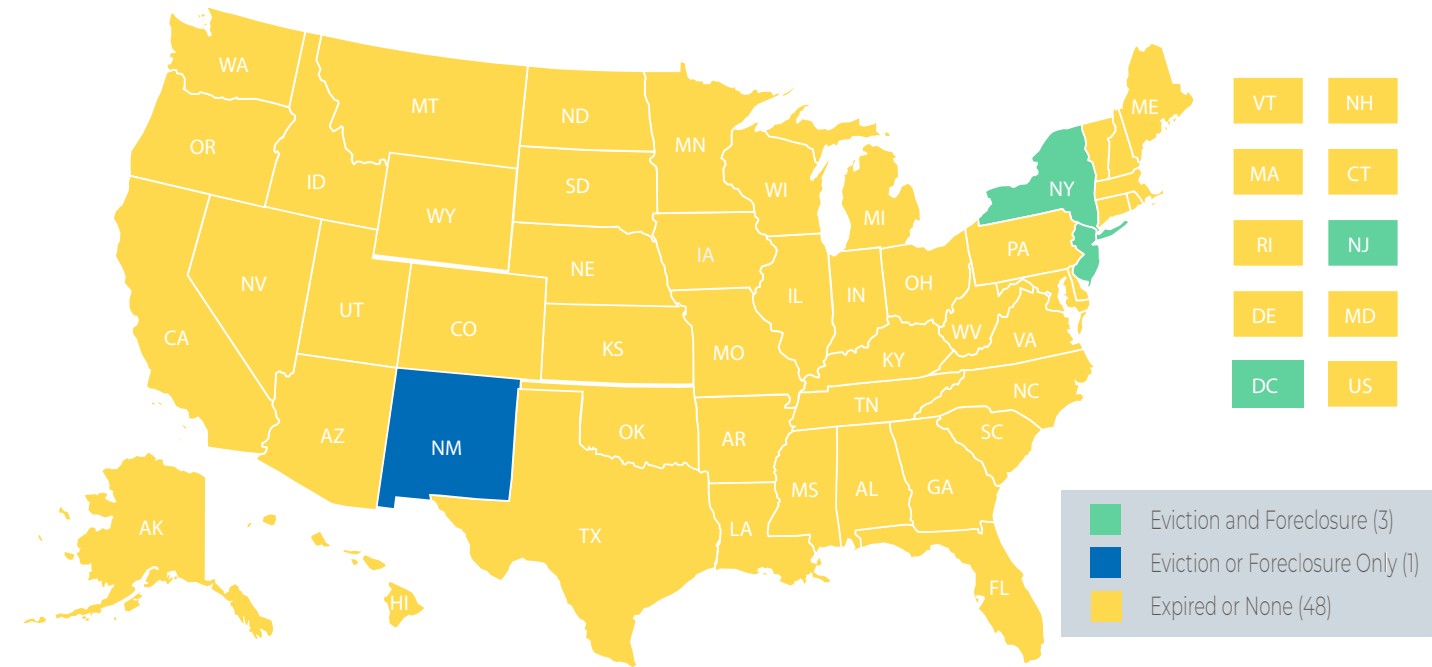 WA
MT
ND
MN
ME
VT
NH
OR
ID
SD
WI
MI
NY
MA
CT
WY
IA
PA
RI
NJ
NV
NE
IL
IN
OH
UT
CO
WV
VA
DE
MD
CA
KS
MO
KY
DC
US
AZ
NM
OK
AR
TN
NC
SC
AK
TX
LA
MS
AL
GA
HI
FL
Eviction and Foreclosure (3)
Eviction or Foreclosure Only (1)
Expired or None (48)